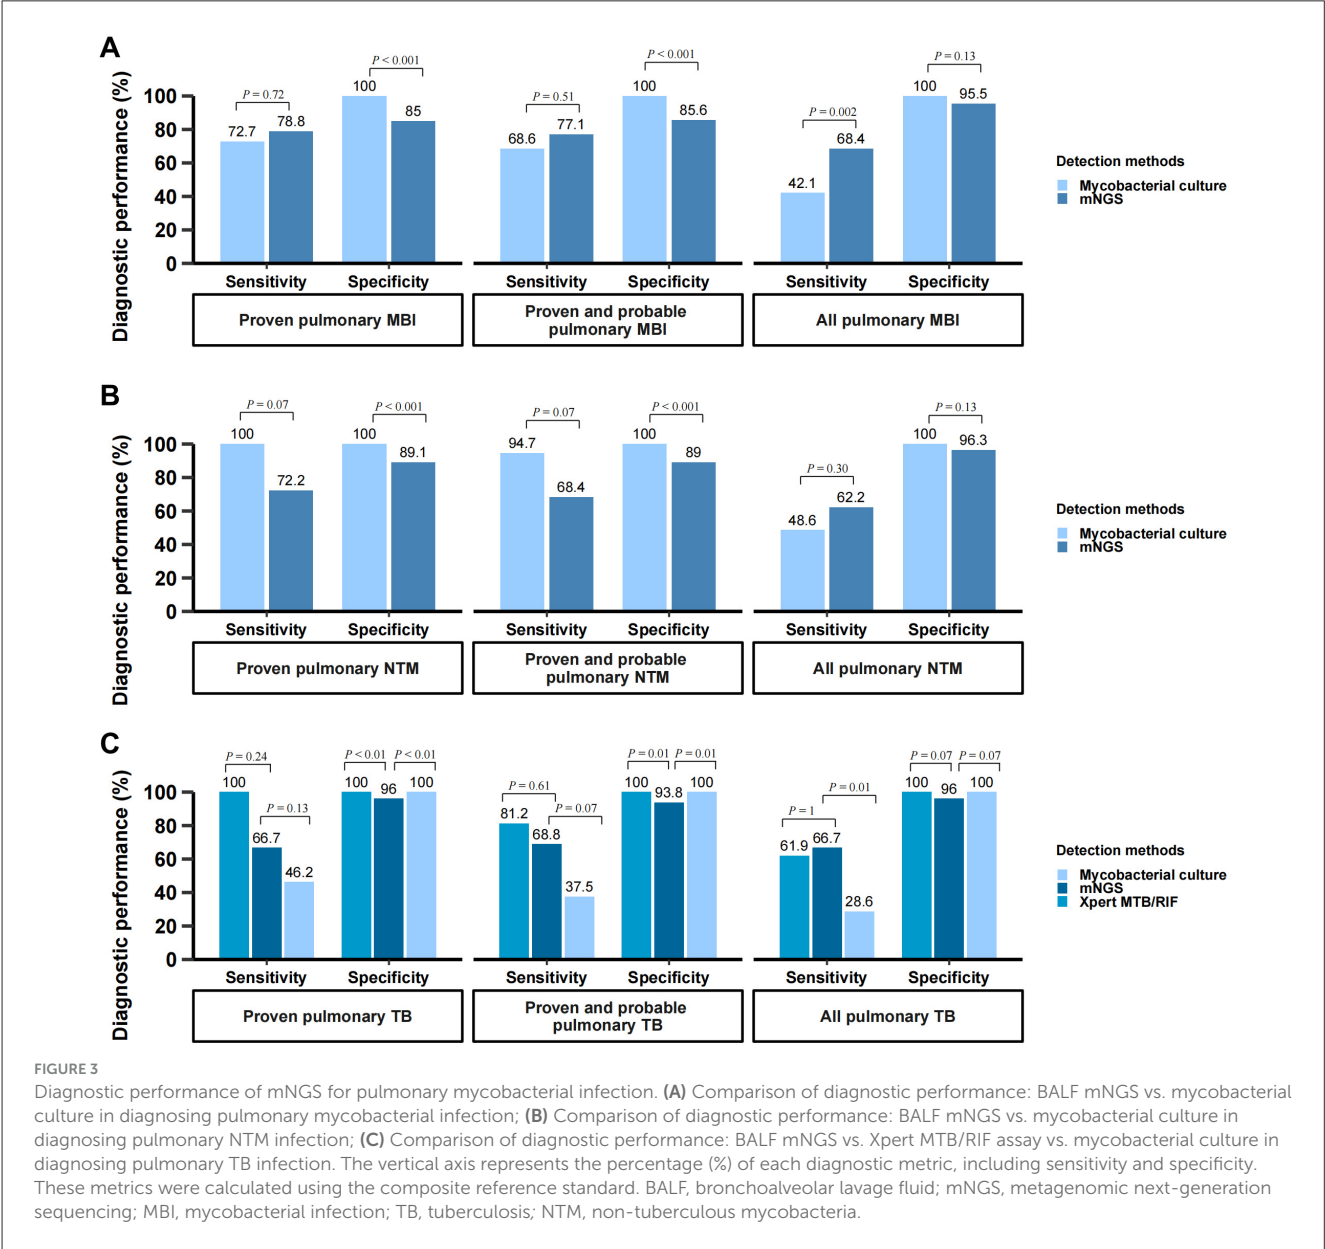 A
Diagnostic performance (%)
100
80
60
40
20
0
P = 0.72
72.7
78.8
P < 0.001
100
85
P = 0.51
68.6
77.1
P < 0.001
100
85.6
P = 0.002
42.1
68.4
P = 0.13
100
95.5
Sensitivity Specificity
Sensitivity Specificity
Sensitivity Specificity
Proven pulmonary MBI
Proven and probable
pulmonary MBI
All pulmonary MBI
Detection methods
Mycobacterial culture
mNGS
B
Diagnostic performance (%)
100
80
60
40
20
0
P = 0.07
100
72.2
P < 0.001
100
89.1
P = 0.07
94.7
68.4
P < 0.001
100
89
P = 0.30
48.6
62.2
P = 0.13
100
96.3
Sensitivity Specificity
Sensitivity Specificity
Sensitivity Specificity
Proven pulmonary NTM
Proven and probable
pulmonary NTM
All pulmonary NTM
Detection methods
Mycobacterial culture
mNGS
C
Diagnostic performance (%)
100
80
60
40
20
0
P = 0.24
100
P = 0.13
66.7
46.2
P < 0.01 P < 0.01
100 96 100
P = 0.61
81.2
P = 0.07
68.8
37.5
P = 0.01 P = 0.01
100 93.8 100
P = 0.01
P = 1
61.9
66.7
28.6
P = 0.07 P = 0.07
100 96 100
Sensitivity Specificity
Sensitivity Specificity
Sensitivity Specificity
Proven pulmonary TB
Proven and probable
pulmonary TB
All pulmonary TB
Detection methods
Mycobacterial culture
mNGS
Xpert MTB/RIF
FIGURE 3
Diagnostic performance of mNGS for pulmonary mycobacterial infection. (A) Comparison of diagnostic performance: BALF mNGS vs. mycobacterial
culture in diagnosing pulmonary mycobacterial infection; (B) Comparison of diagnostic performance: BALF mNGS vs. mycobacterial culture in
diagnosing pulmonary NTM infection; (C) Comparison of diagnostic performance: BALF mNGS vs. Xpert MTB/RIF assay vs. mycobacterial culture in
diagnosing pulmonary TB infection. The vertical axis represents the percentage (%) of each diagnostic metric, including sensitivity and specificity.
These metrics were calculated using the composite reference standard. BALF, bronchoalveolar lavage fluid; mNGS, metagenomic next-generation
sequencing; MBI, mycobacterial infection; TB, tuberculosis; NTM, non-tuberculous mycobacteria.